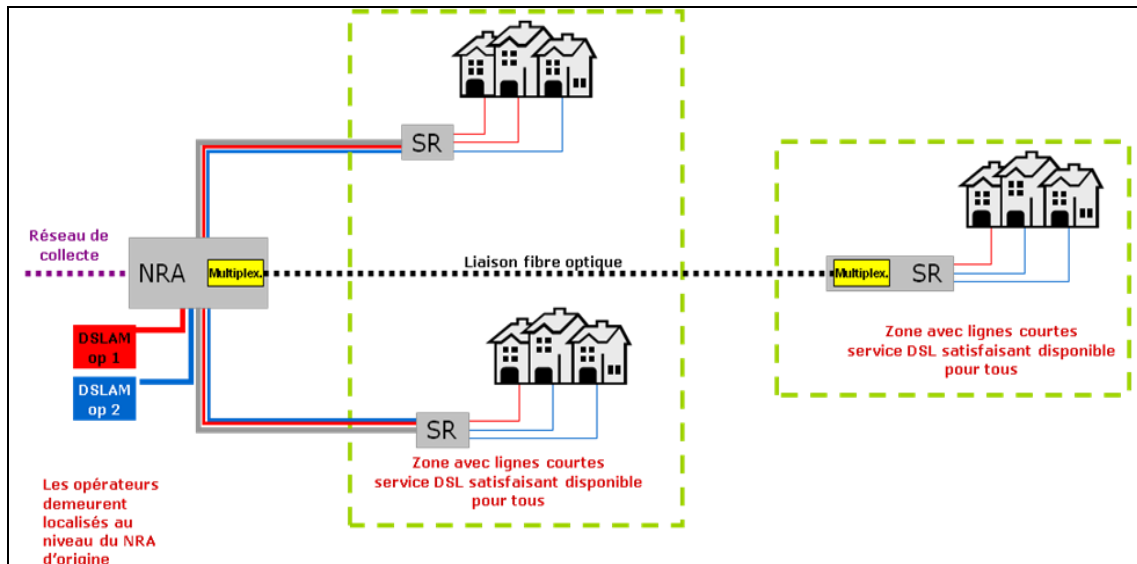 SR
Réseau de
collecte
NRA
Multiplex.
Liaison fibre optique
Multiplex.
SR
DSLAM
op 1
DSLAM
op 2
Zone avec lignes courtes
service DSL satisfaisant disponible
pour tous
SR
Zone avec lignes courtes
service DSL satisfaisant disponible
pour tous
Les opérateurs
demeurent
localisés au
niveau du NRA
d'origine